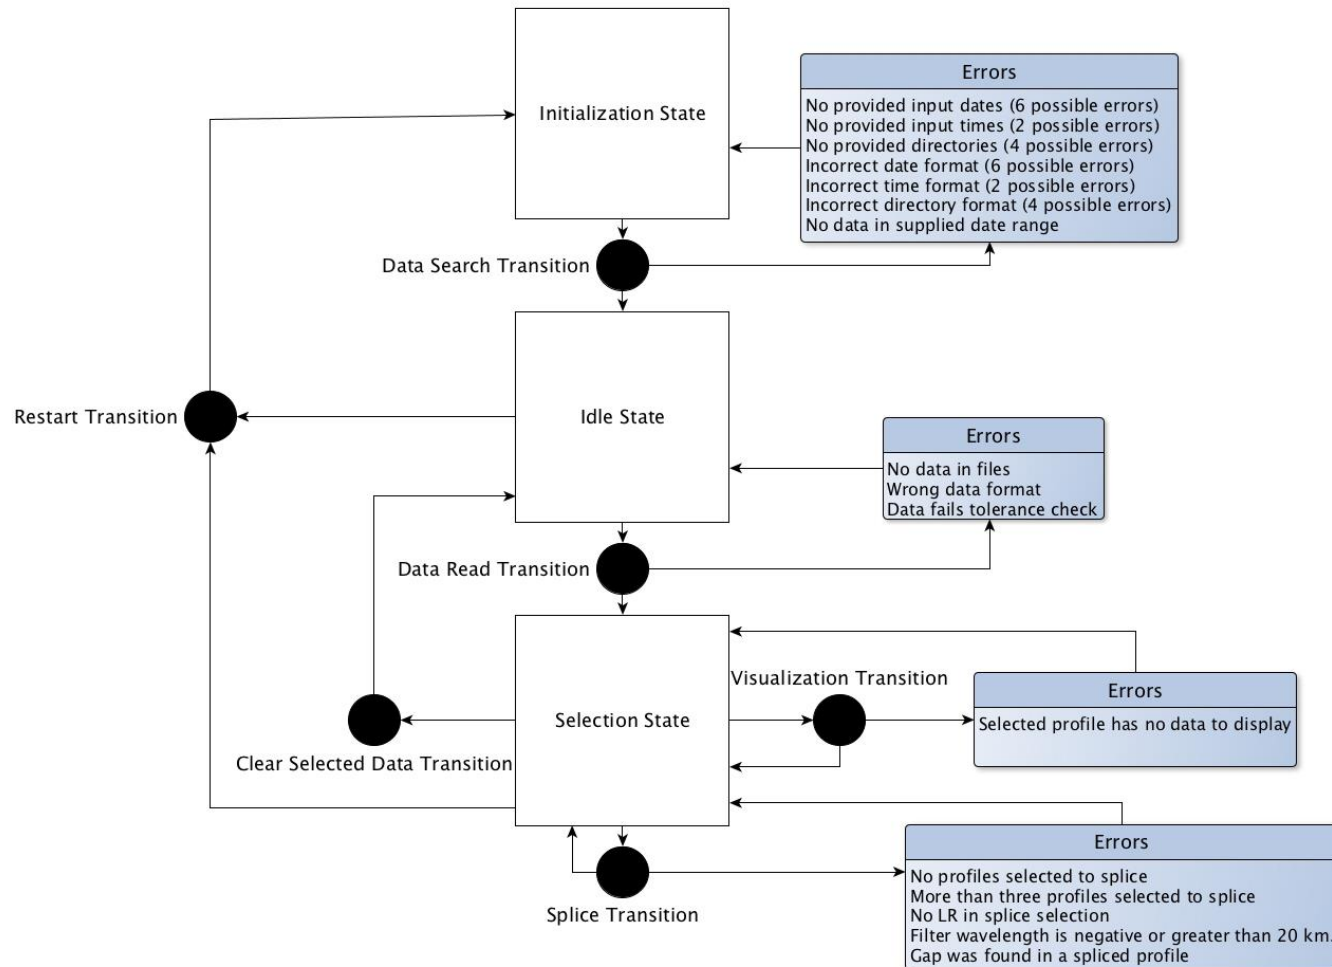 Initialization State
Errors
No provided input dates (6 possible errors)
No provided input times (2 possible errors)
No provided directories (4 possible errors)
Incorrect date format (6 possible errors)
Incorrect time format (2 possible errors)
Incorrect directory format (4 possible errors)
No data in supplied date range
Data Search Transition
Restart Transition
Idle State
Errors
No data in files
Wrong data format
Data fails tolerance check
Data Read Transition
Visualization Transition
Errors
Selected profile has no data to display
Selection State
Clear Selected Data Transition
Errors
No profiles selected to splice
More than three profiles selected to splice
No LR in splice selection
Filter wavelength is negative or greater than 20 km.
Gap was found in a spliced profile
Splice Transition